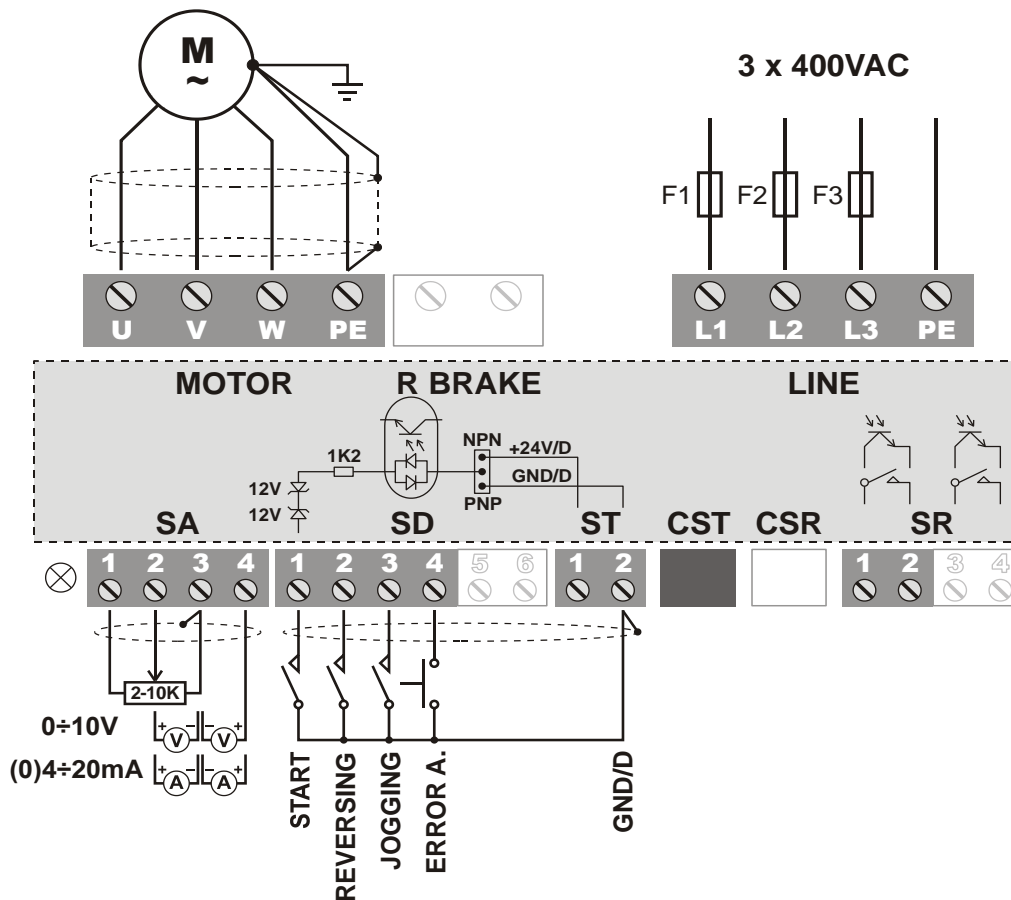 M
~
3 x 400VAC
F1 F2 F3
U V W PE
L1 L2 L3 PE
MOTOR R BRAKE LINE
NPN +24V/D
1K2
GND/D
12V
PNP
12V
SA SD ST CST CSR SR
1 2 3 4 1 2 3 4 5 6 1 2 1 2 3 4
2-10K
0÷10V + V − − V +
(0)4÷20mA + A − − A +
START
REVERSING
JOGGING
ERROR A.
GND/D